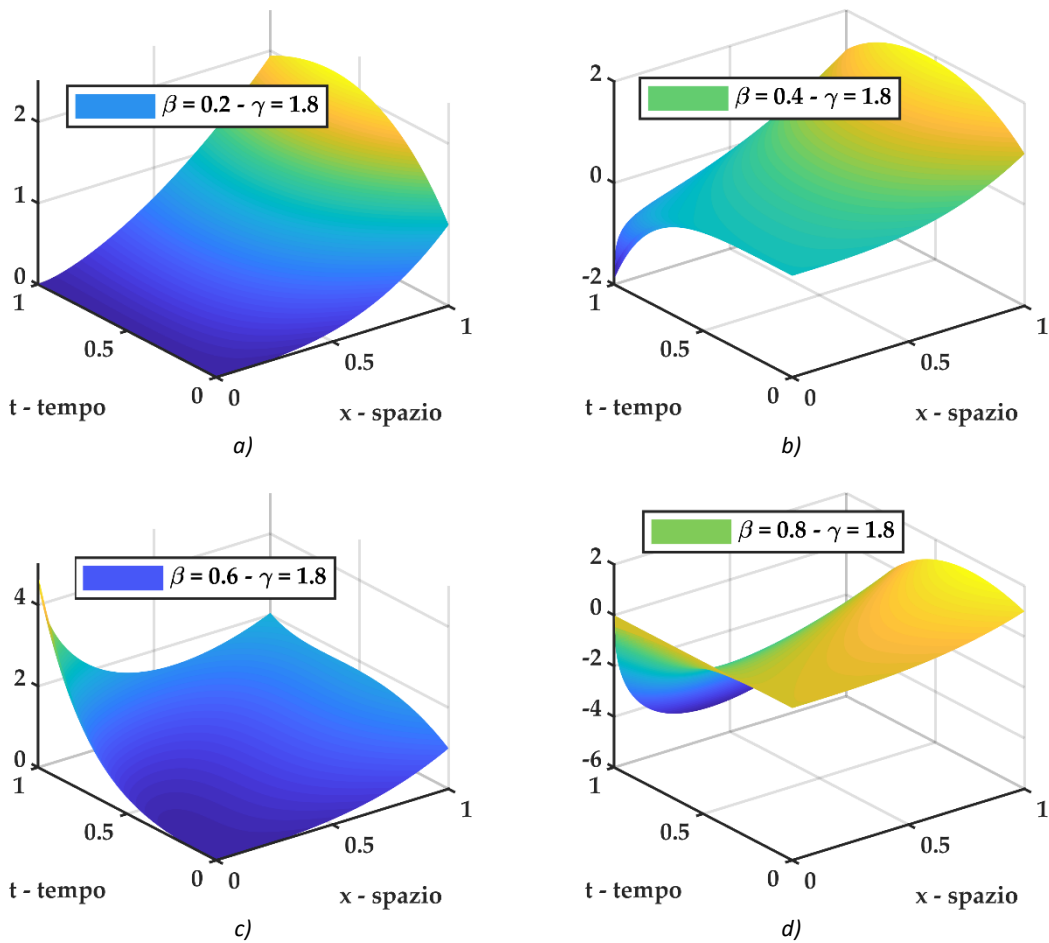 β = 0.2 - γ = 1.8
2
1
0
1
0.5
0
0
0.5
1
t - tempo
x - spazio
a)
β = 0.4 - γ = 1.8
2
0
-2
1
0.5
0
0
0.5
1
t - tempo
x - spazio
b)
β = 0.6 - γ = 1.8
4
2
0
1
0.5
0
0
0.5
1
t - tempo
x - spazio
c)
β = 0.8 - γ = 1.8
2
0
-2
-4
-6
1
0.5
0
0
0.5
1
t - tempo
x - spazio
d)